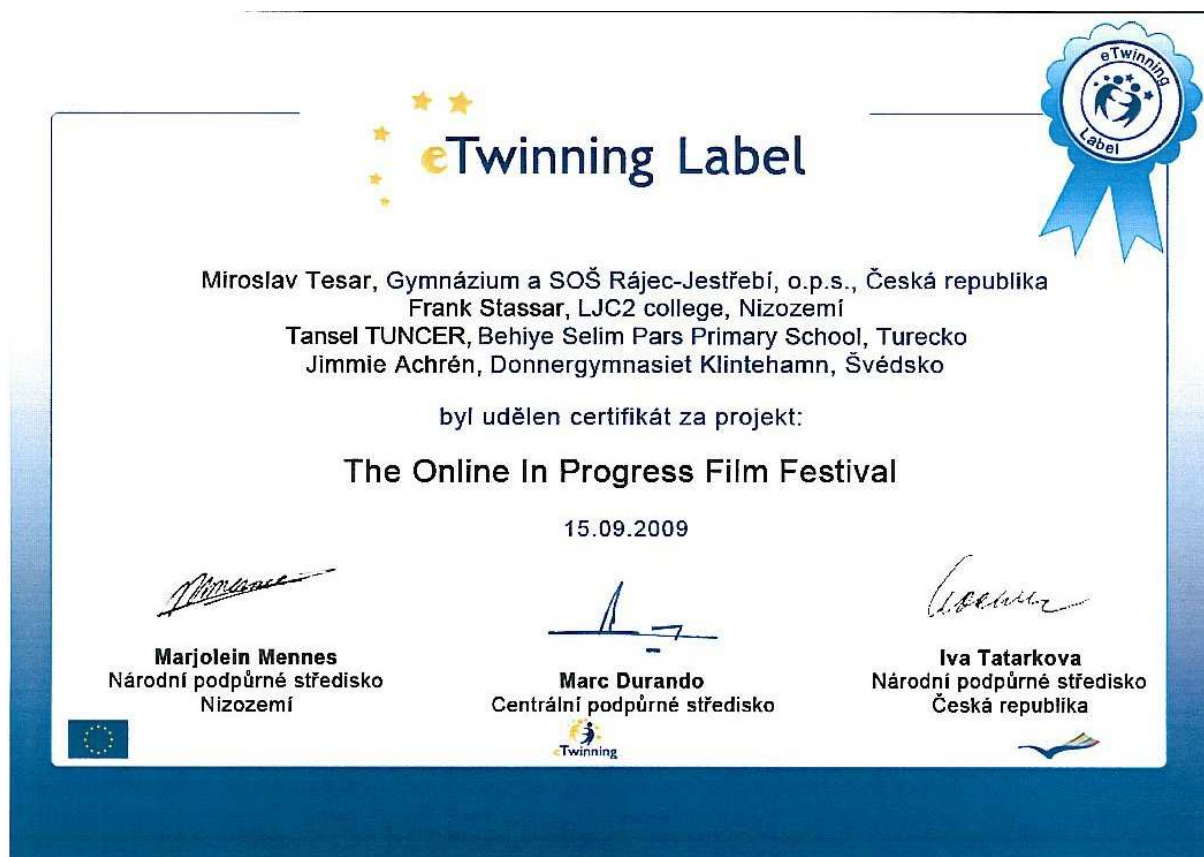 eTwinning
Label
eTwinning Label
Miroslav Tesar, Gymnázium a SOŠ Rájec-Jestřebí, o.p.s., Česká republika
Frank Stassar, LJC2 college, Nizozemí
Tansel TUNCER, Behiye Selim Pars Primary School, Turecko
Jimmie Achrén, Donnergymnasiet Klintehamn, Švédsko
byl udělen certifikát za projekt:
The Online In Progress Film Festival
15.09.2009
Marjolein Mennes
Národní podpůrné středisko
Nizozemí
Marc Durando
Centrální podpůrné středisko
eTwinning
Iva Tatarkova
Národní podpůrné středisko
Česká republika